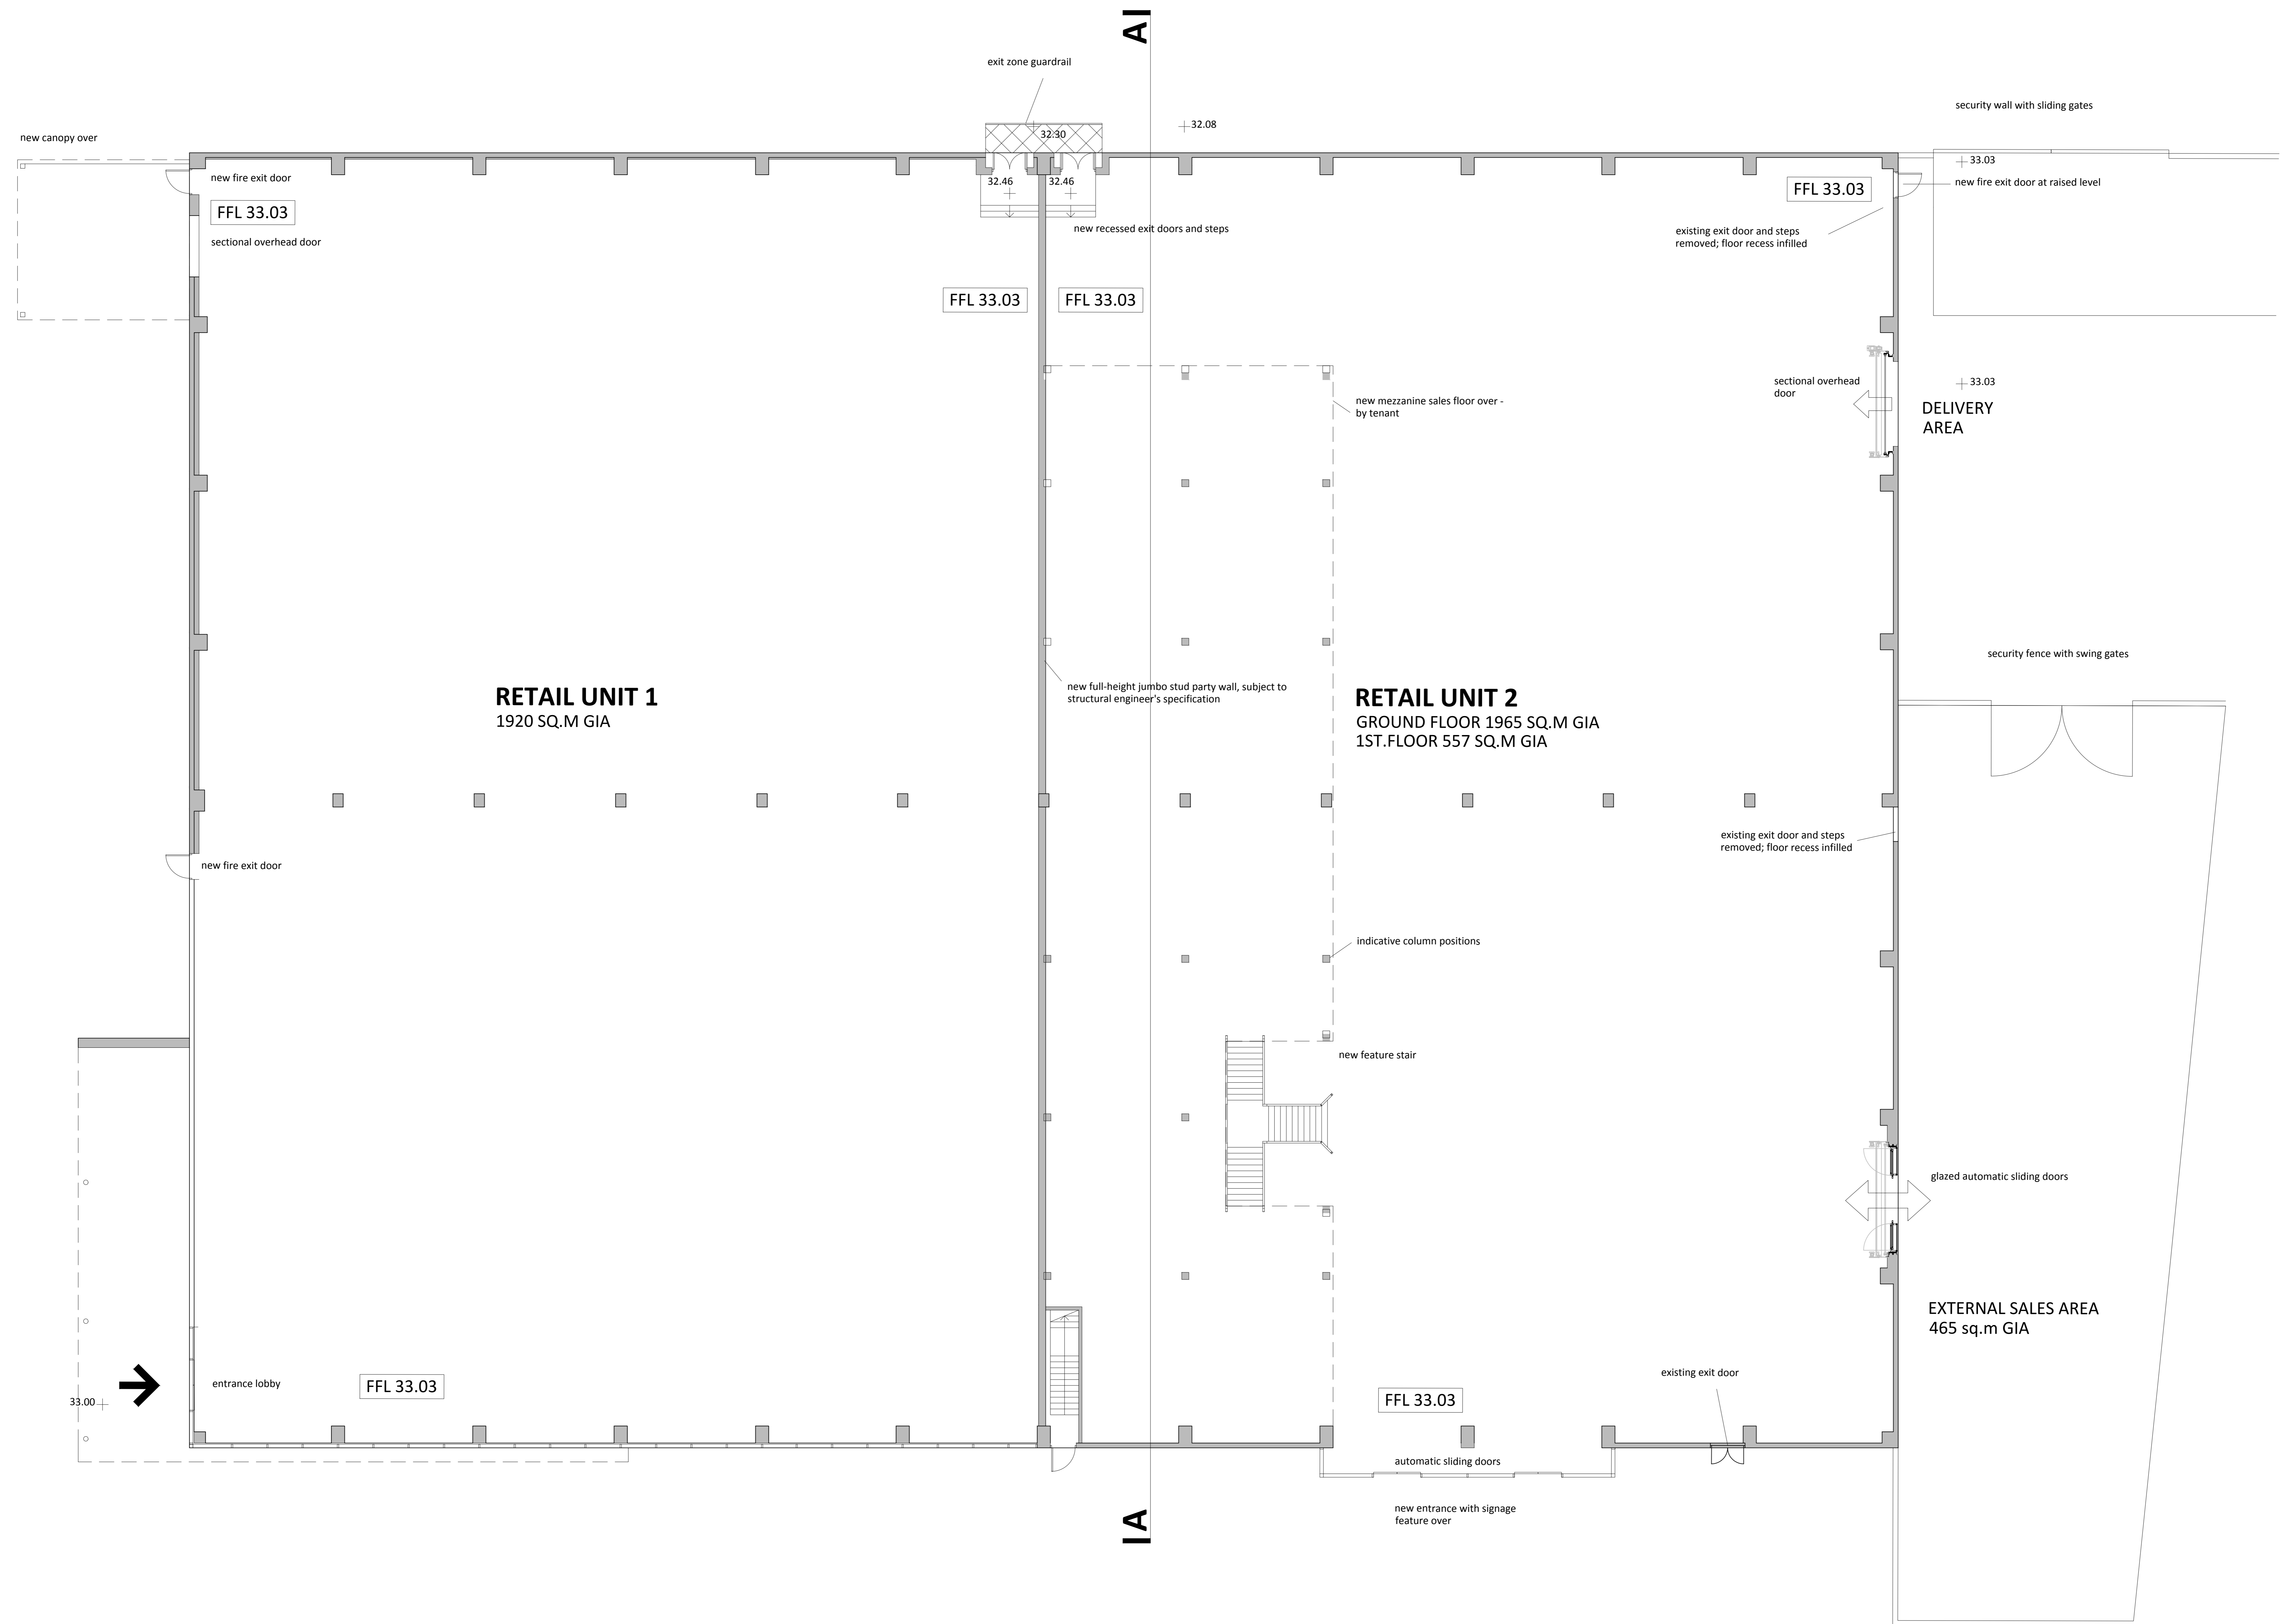 A
exit zone guardrail
security wall with sliding gates
32.30
32.08
new canopy over
33.03
new fire exit door
32.46
32.46
new fire exit door at raised level
FFL 33.03
FFL 33.03
sectional overhead door
new recessed exit doors and steps
existing exit door and steps
removed; floor recess infilled
FFL 33.03
FFL 33.03
sectional overhead
door
33.03
new mezzanine sales floor over -
by tenant
DELIVERY
AREA
security fence with swing gates
RETAIL UNIT 1
1920 SQ.M GIA
new full-height jumbo stud party wall, subject to
structural engineer's specification
RETAIL UNIT 2
GROUND FLOOR 1965 SQ.M GIA
1ST.FLOOR 557 SQ.M GIA
existing exit door and steps
removed; floor recess infilled
new fire exit door
indicative column positions
new feature stair
glazed automatic sliding doors
EXTERNAL SALES AREA
465 sq.m GIA
entrance lobby
FFL 33.03
existing exit door
33.00
FFL 33.03
automatic sliding doors
new entrance with signage
feature over
A